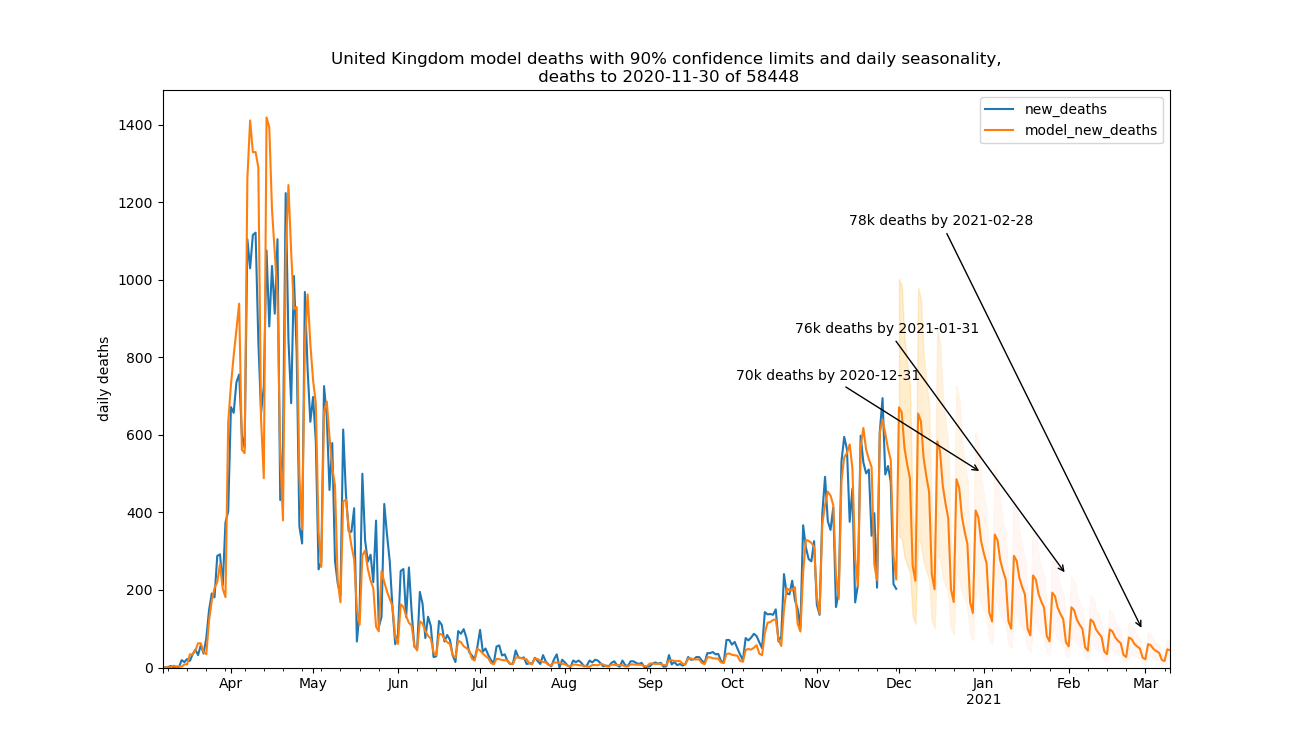 United Kingdom model deaths with 90% confidence limits and daily seasonality,
deaths to 2020-11-30 of 58448
new_deaths
model_new_deaths
78k deaths by 2021-02-28
76k deaths by 2021-01-31
70k deaths by 2020-12-31
daily deaths
1400
1200
1000
800
600
400
200
0
Apr May Jun Jul Aug Sep Oct Nov Dec Jan Feb Mar
2021